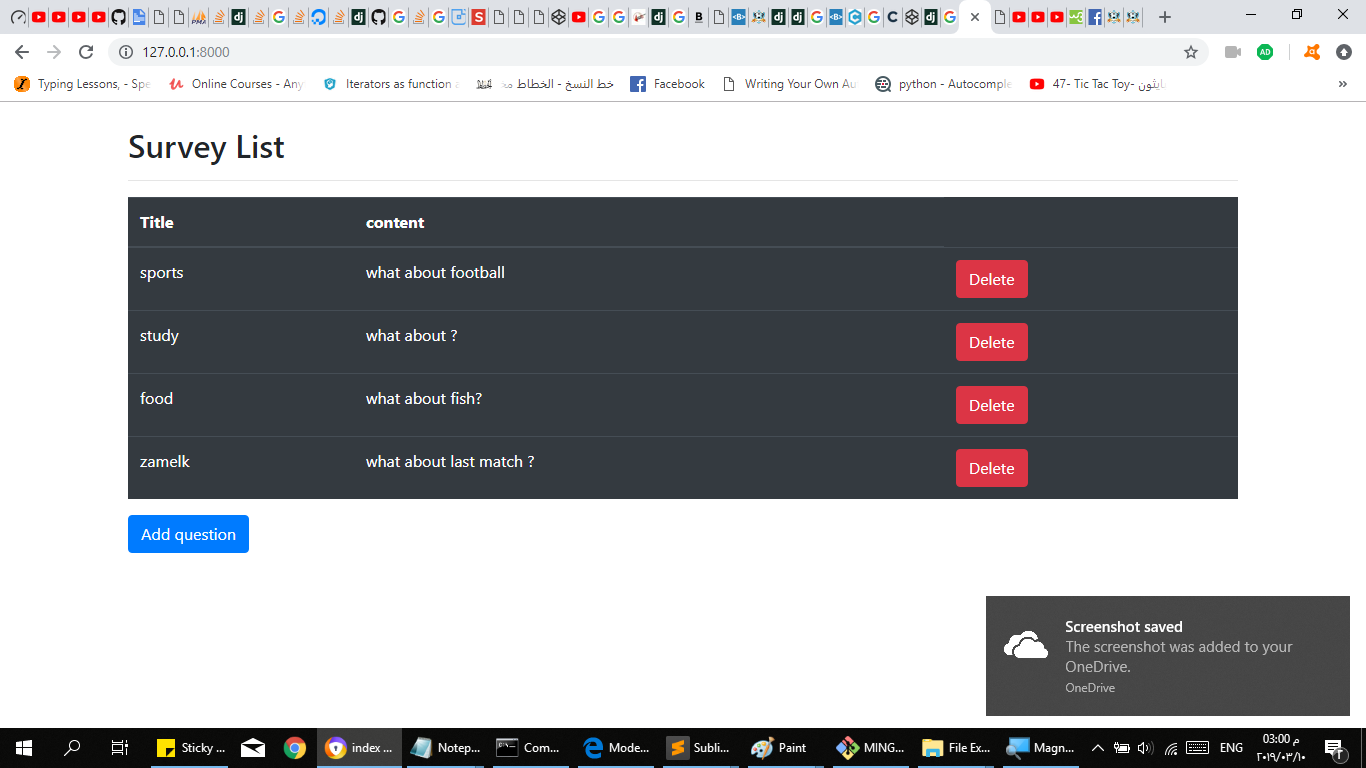 127.0.0.1:8000
Typing Lessons, - Spe
Online Courses - Any
Iterators as function a
خط النسخ - الخطاط مح
Facebook
Writing Your Own Au
python - Autocomple
47- Tic Tac Toy- بايثون
»
Survey List
Title content
sports what about football Delete
study what about ? Delete
food what about fish? Delete
zamelk what about last match ? Delete
Add question
Screenshot saved
The screenshot was added to your
OneDrive.
OneDrive
Sticky ...
index ...
Notep...
Com...
Mode...
Subli...
Paint
MING...
File Ex...
Magn...
ENG
03:00 م
٢٠١٩/٠٣/١٠